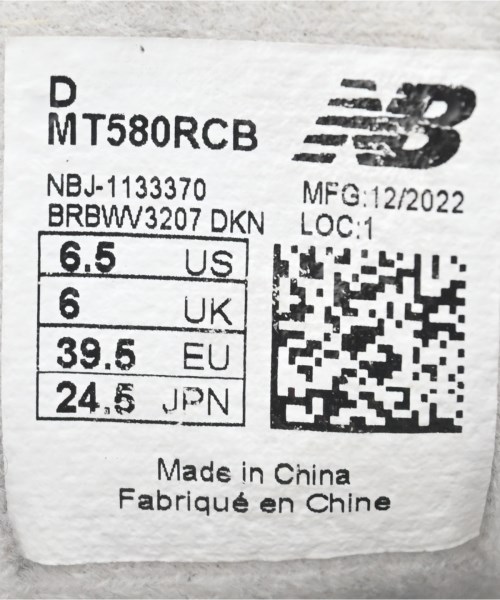 D
NB
MT580RCB
NBJ-1133370
MFG:12/2022
BRBWV3207 DKN
LOC:1
6.5 US
6 UK
39.5 EU
24.5 JPN
Made in China
Fabriqué en Chine